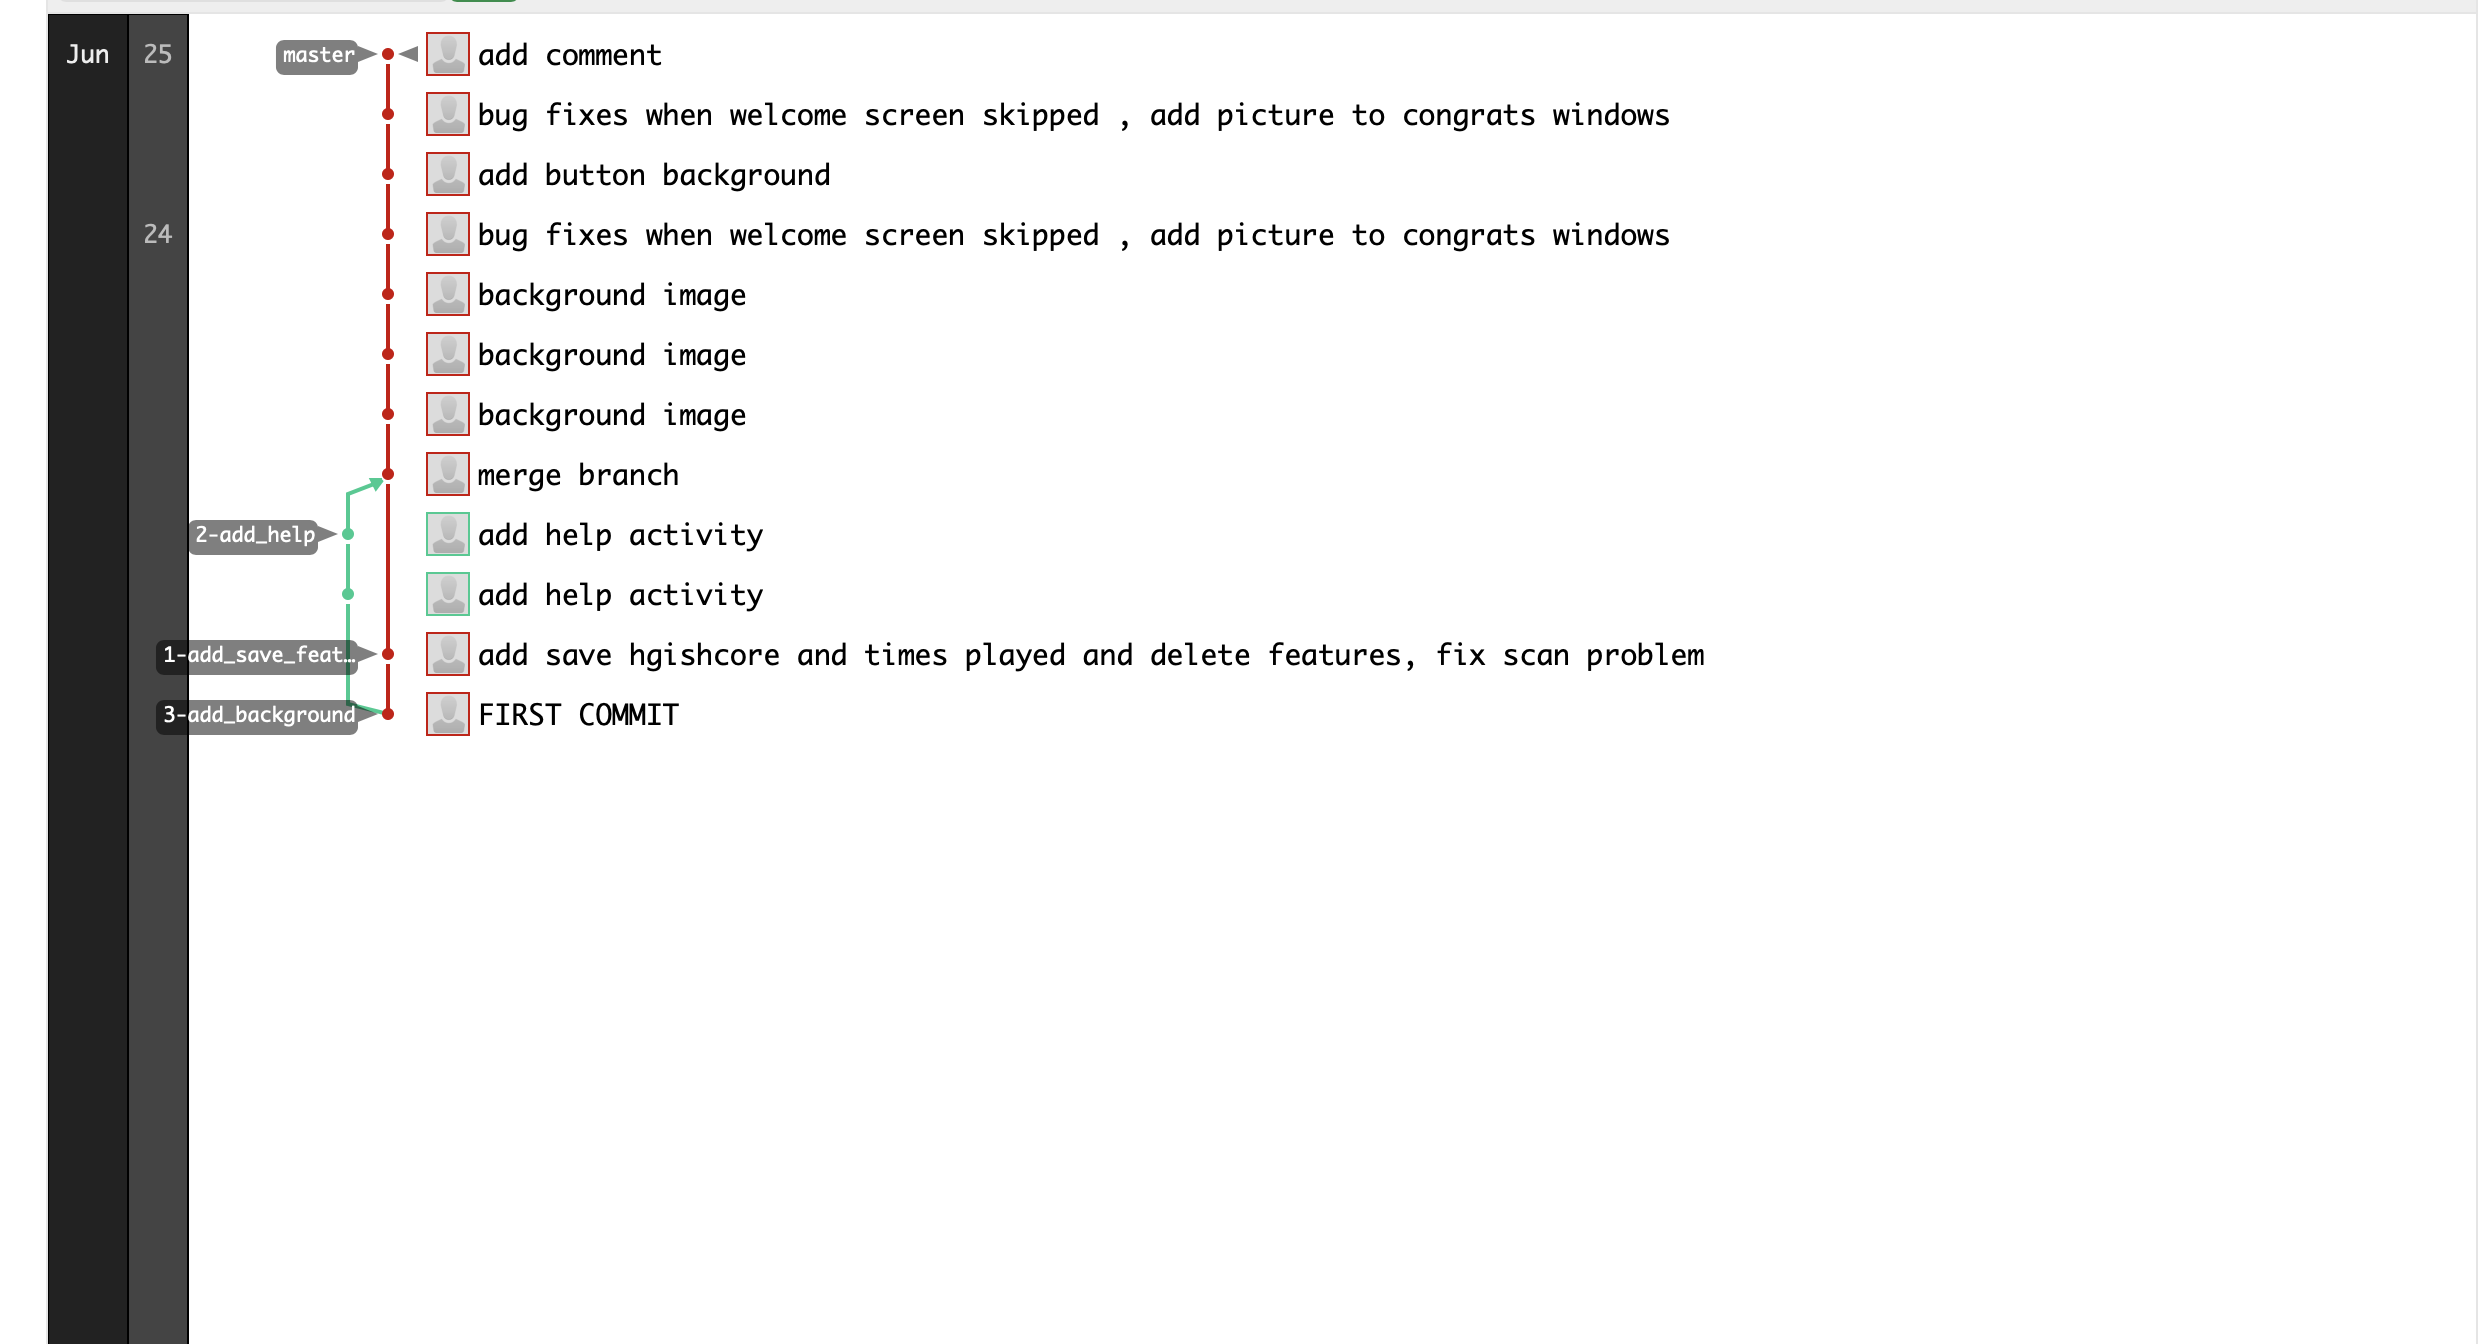 Jun 25 master add comment
bug fixes when welcome screen skipped , add picture to congrats windows
add button background
24 bug fixes when welcome screen skipped , add picture to congrats windows
background image
background image
background image
merge branch
2-add_help add help activity
add help activity
1-add_save_feat… add save hgishcore and times played and delete features, fix scan problem
3-add_background FIRST COMMIT